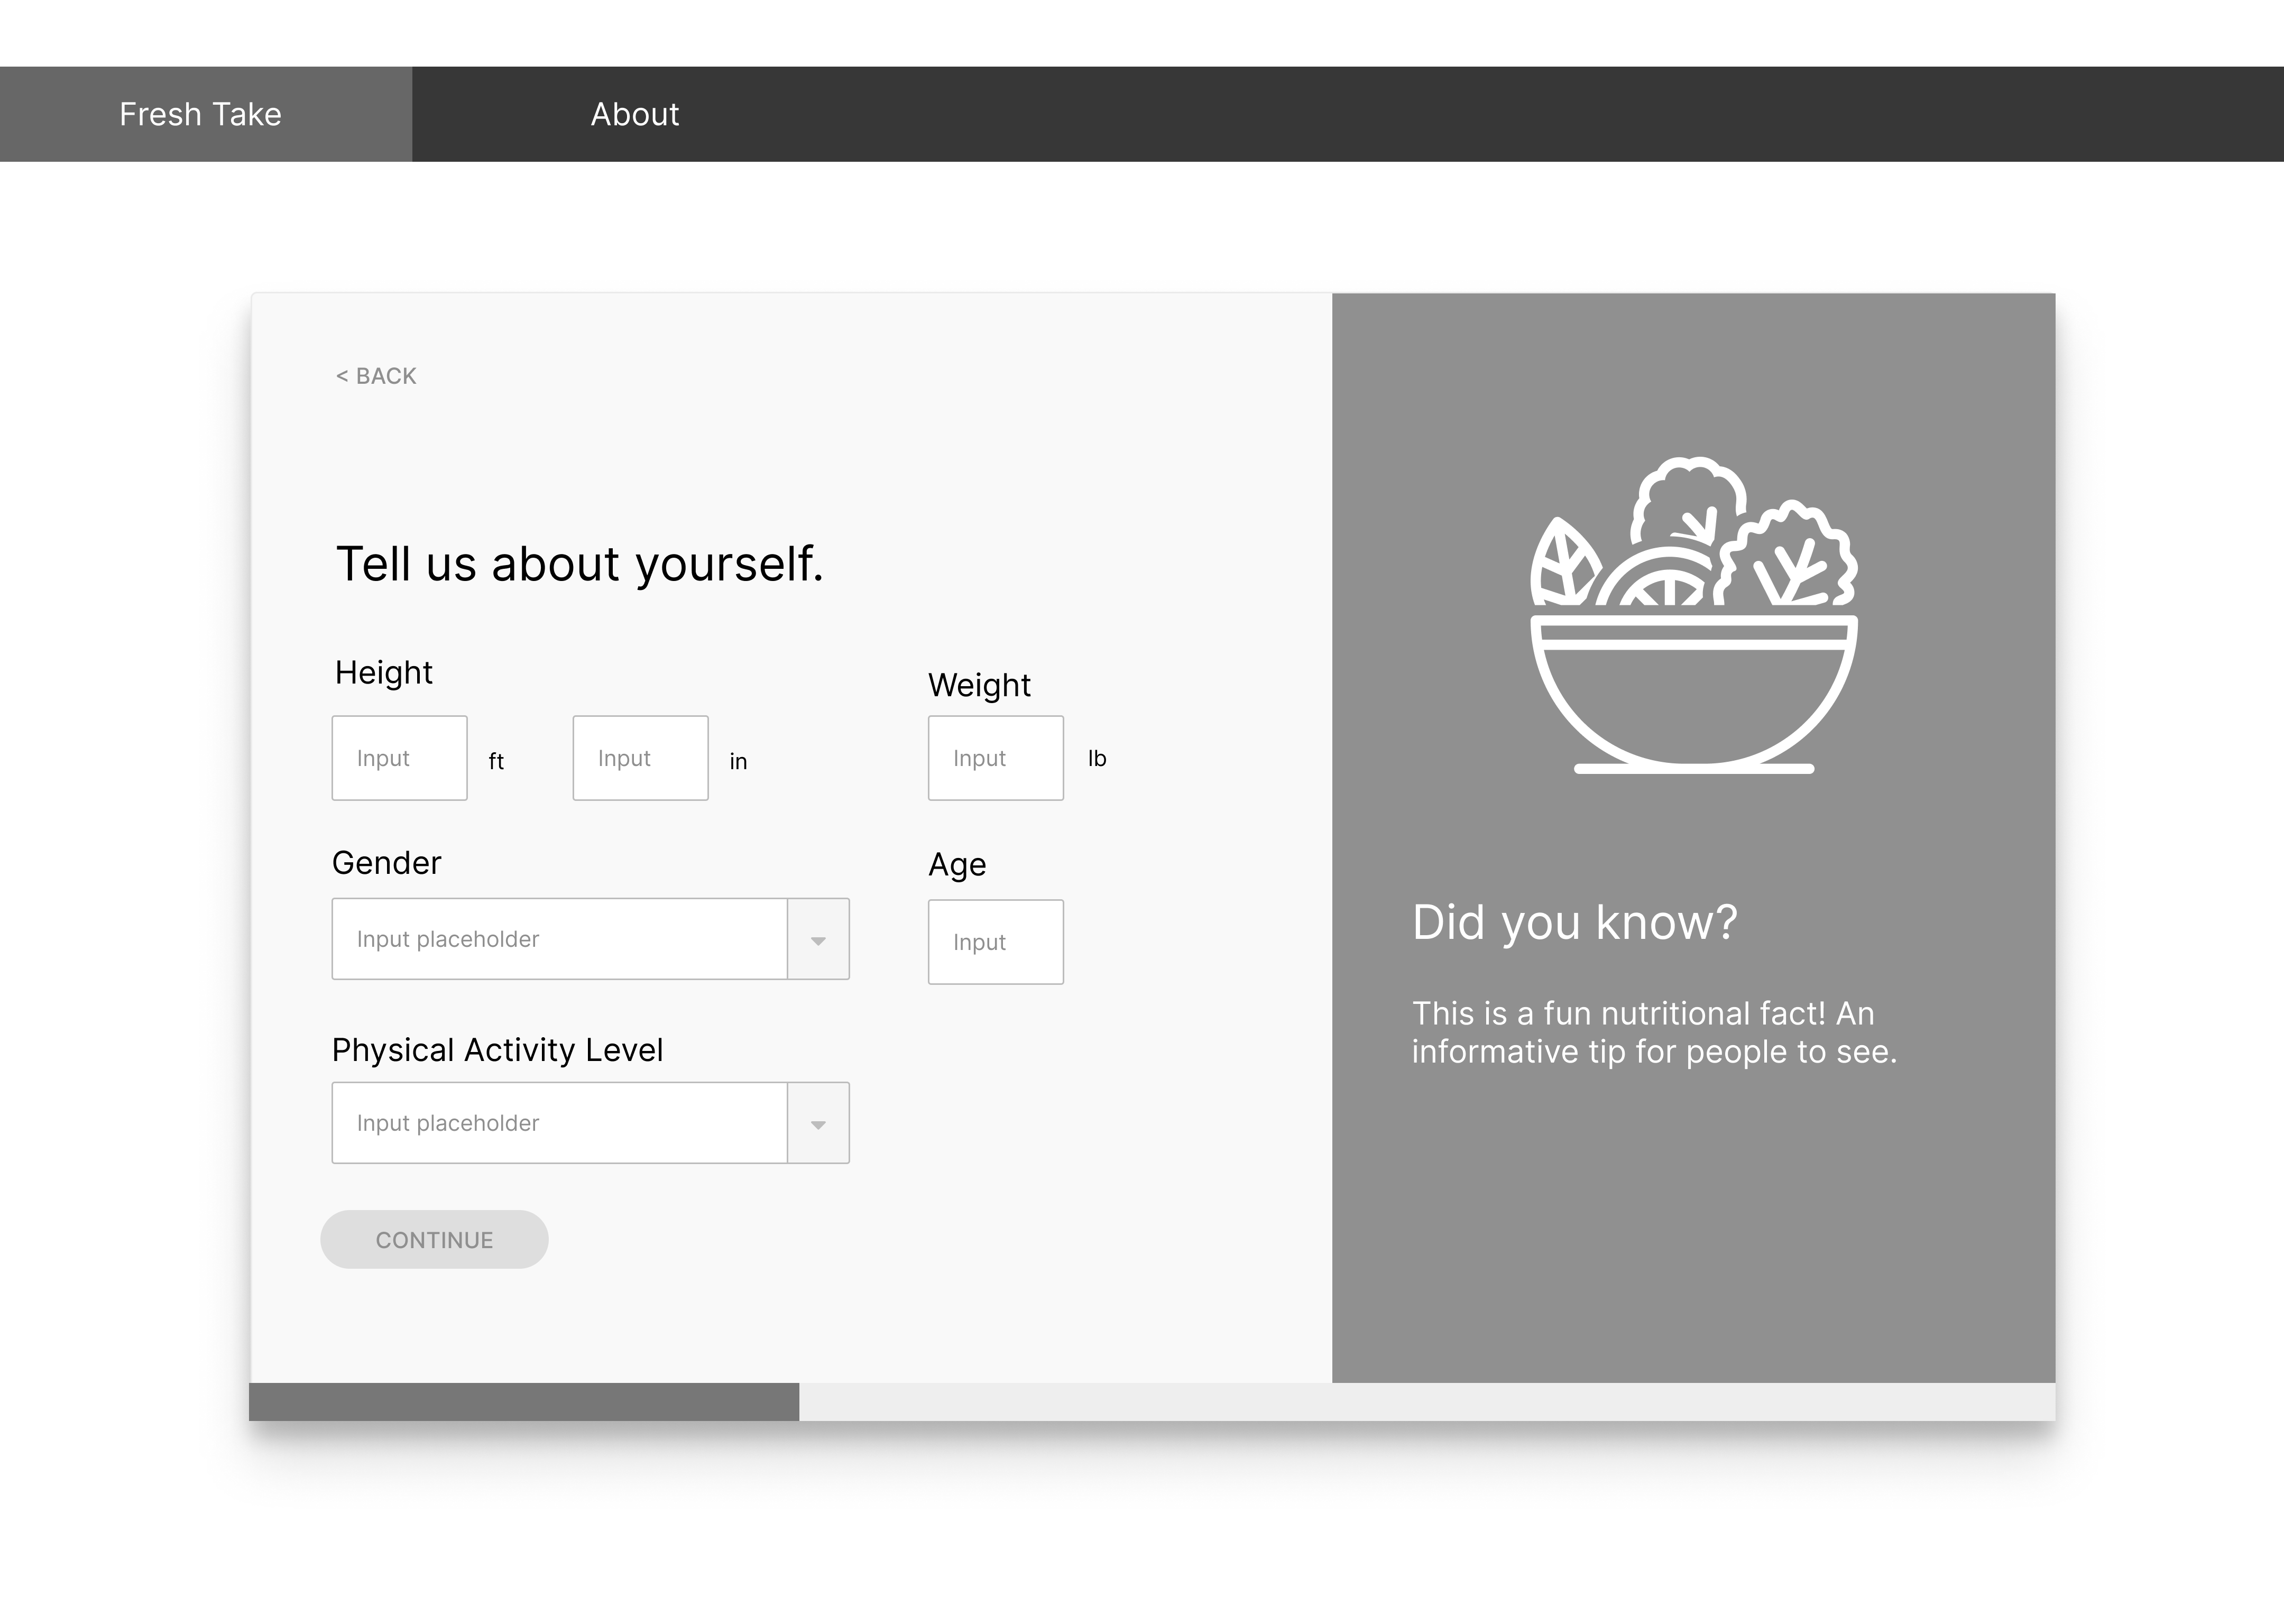 Fresh Take
About
< BACK
Tell us about yourself.
Height
Weight
Input
ft
Input
in
Input
lb
Gender
Age
Input placeholder
Input
Physical Activity Level
Input placeholder
CONTINUE
Did you know?
This is a fun nutritional fact! An
informative tip for people to see.